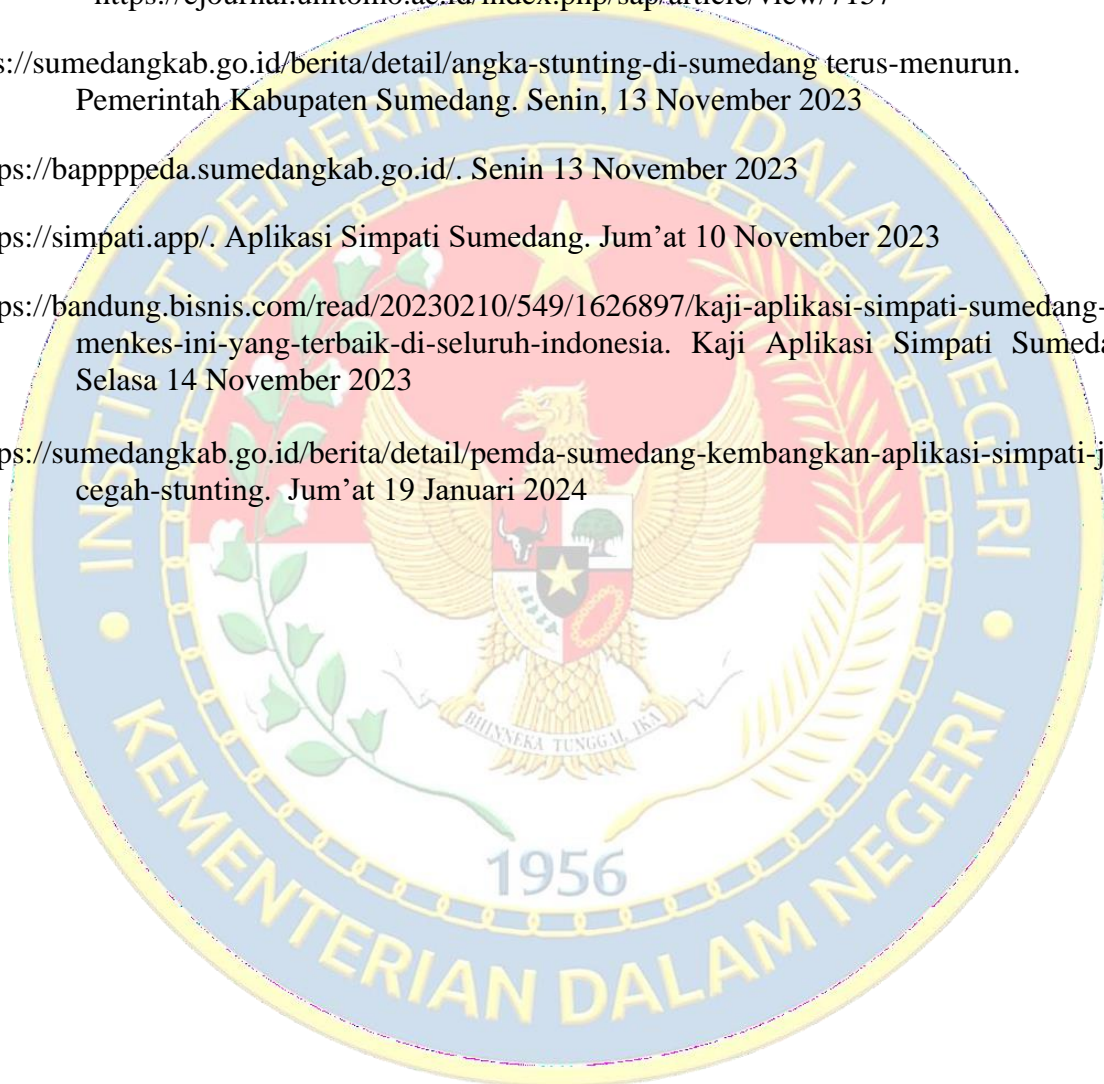 https://ejournal.unitomo.ac.id/index.php/sap/article/view/7157
s://sumedangkab.go.id/berita/detail/angka-stunting-di-sumedang terus-menurun.
Pemerintah Kabupaten Sumedang. Senin, 13 November 2023
ps://bappppeda.sumedangkab.go.id/. Senin 13 November 2023
ps://simpati.app/. Aplikasi Simpati Sumedang. Jum’at 10 November 2023
ps://bandung.bisnis.com/read/20230210/549/1626897/kaji-aplikasi-simpati-sumedang-
menkes-ini-yang-terbaik-di-seluruh-indonesia. Kaji Aplikasi Simpati Sumeda
Selasa 14 November 2023
ps://sumedangkab.go.id/berita/detail/pemda-sumedang-kembangkan-aplikasi-simpati-j
cegah-stunting. Jum’at 19 Januari 2024
INSTITUT PEMERINTAHAN DALAM NEGERI
BHINNEKA TUNGGAL IKA
1956
KEMENTERIAN DALAM NEGERI